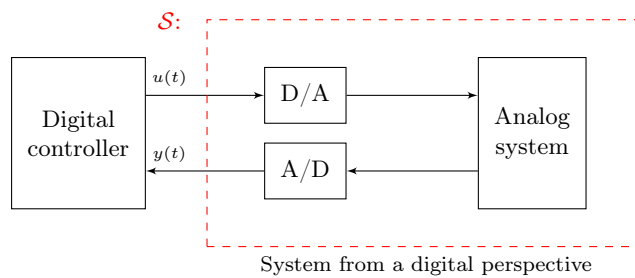 S:
u(t)
D/A
Digital
controller
Analog
system
y(t)
A/D
System from a digital perspective